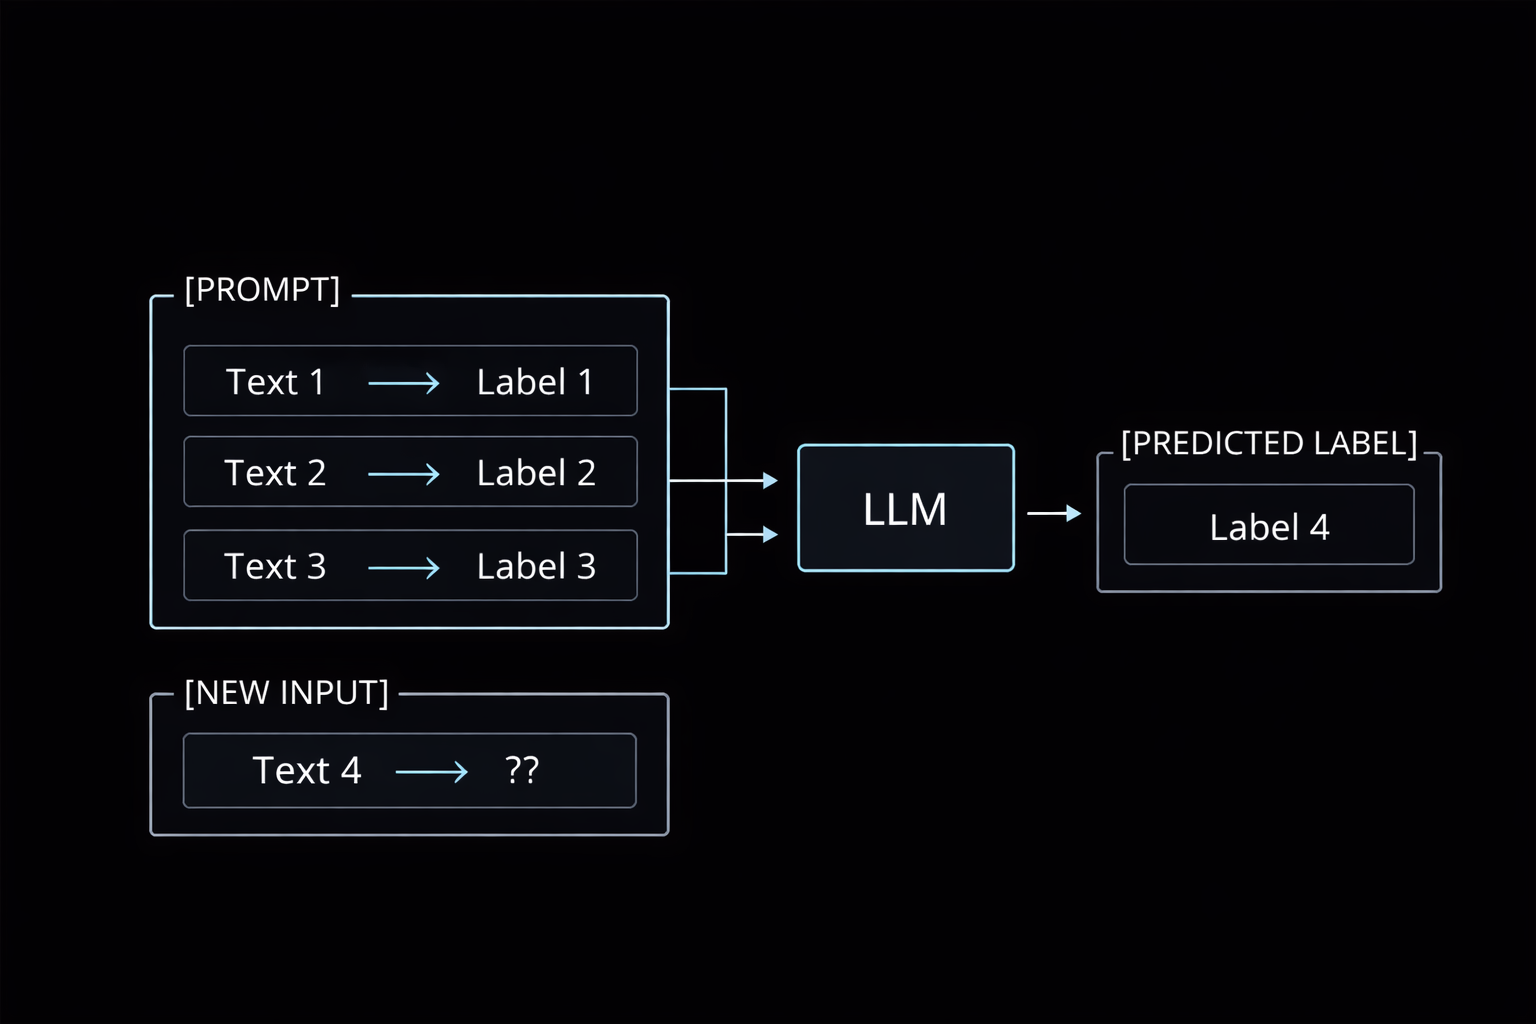 [PROMPT]
Text 1 → Label 1
Text 2 → Label 2
Text 3 → Label 3
[NEW INPUT]
Text 4 → ??
LLM
[PREDICTED LABEL]
Label 4